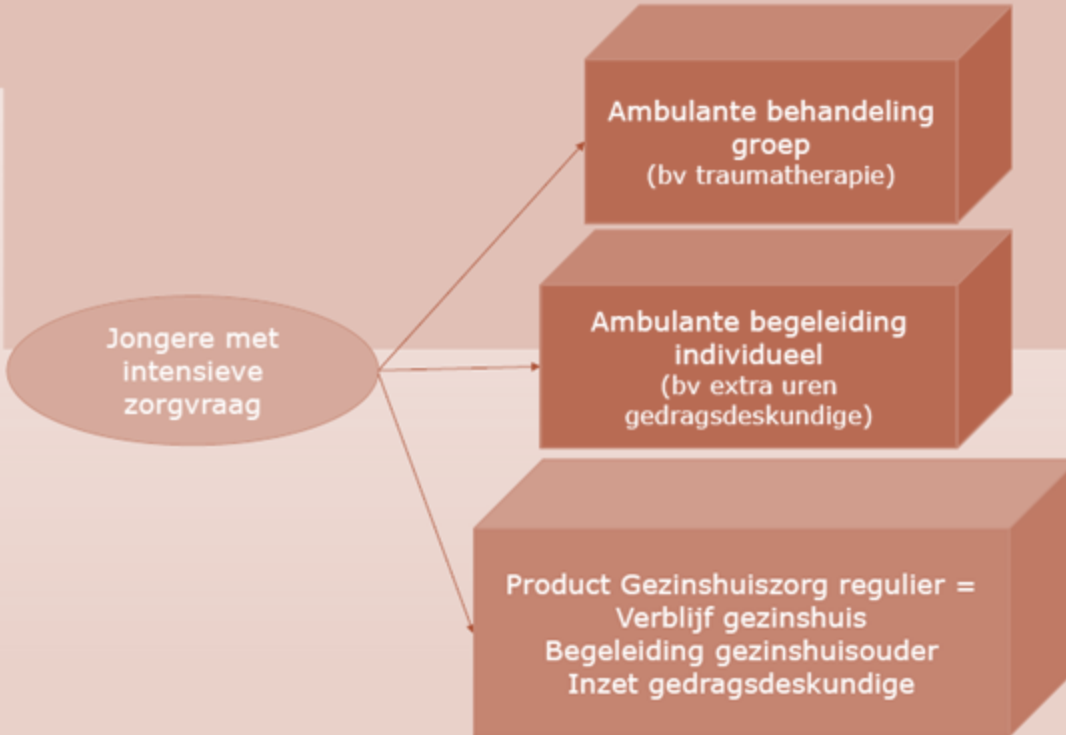 Ambulante behandeling
groep
(bv traumatherapie)
Jongere met
intensieve
zorgvraag
Ambulante begeleiding
individueel
(bv extra uren
gedragsdeskundige)
Product Gezinshuiszorg regulier =
Verblijf gezinshuis
Begeleiding gezinshuisouder
Inzet gedragsdeskundige